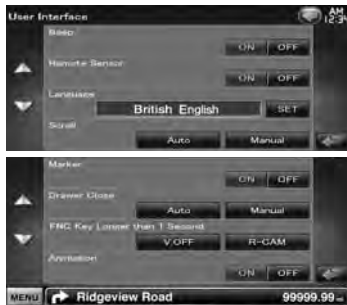 User Interface
AM
12:34
Beep
ON OFF
Remote Sensor
ON OFF
Language
British English SET
Scroll
Auto Manual
Marker
ON OFF
Drawer Close
Auto Manual
FNC Key Longer than 1 Second
V.OFF R-CAM
Animation
ON OFF
MENU Ridgeview Road 99999.99